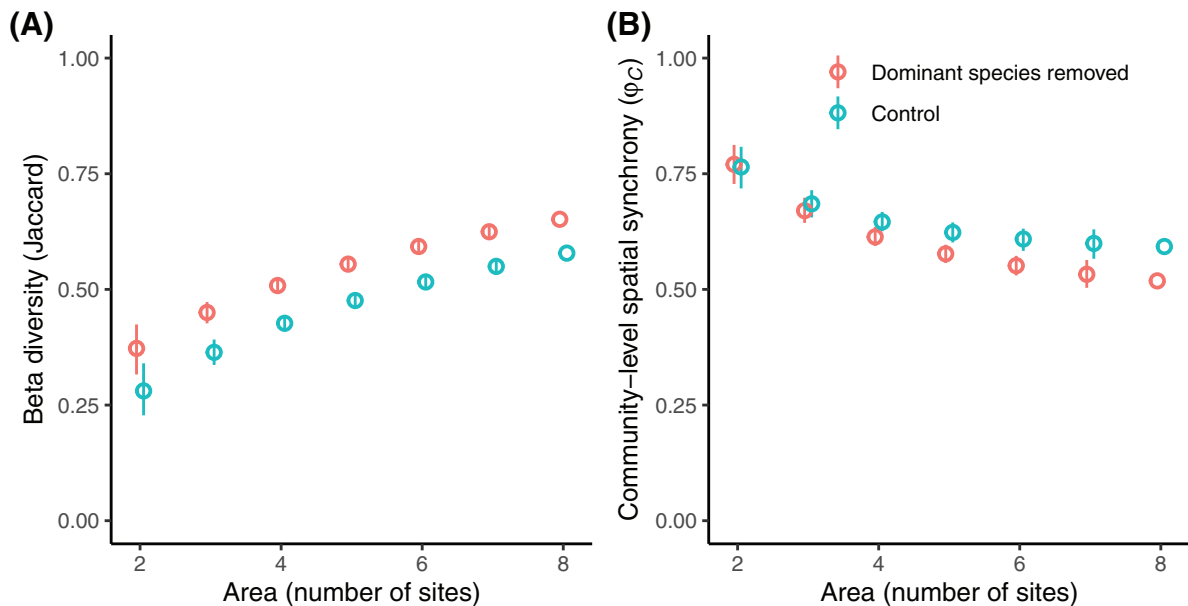 (A)
Beta diversity (Jaccard)
1.00
0.75
0.50
0.25
0.00
2 4 6 8
Area (number of sites)
(B)
Community−level spatial synchrony (φC)
1.00
0.75
0.50
0.25
0.00
Dominant species removed
Control
2 4 6 8
Area (number of sites)